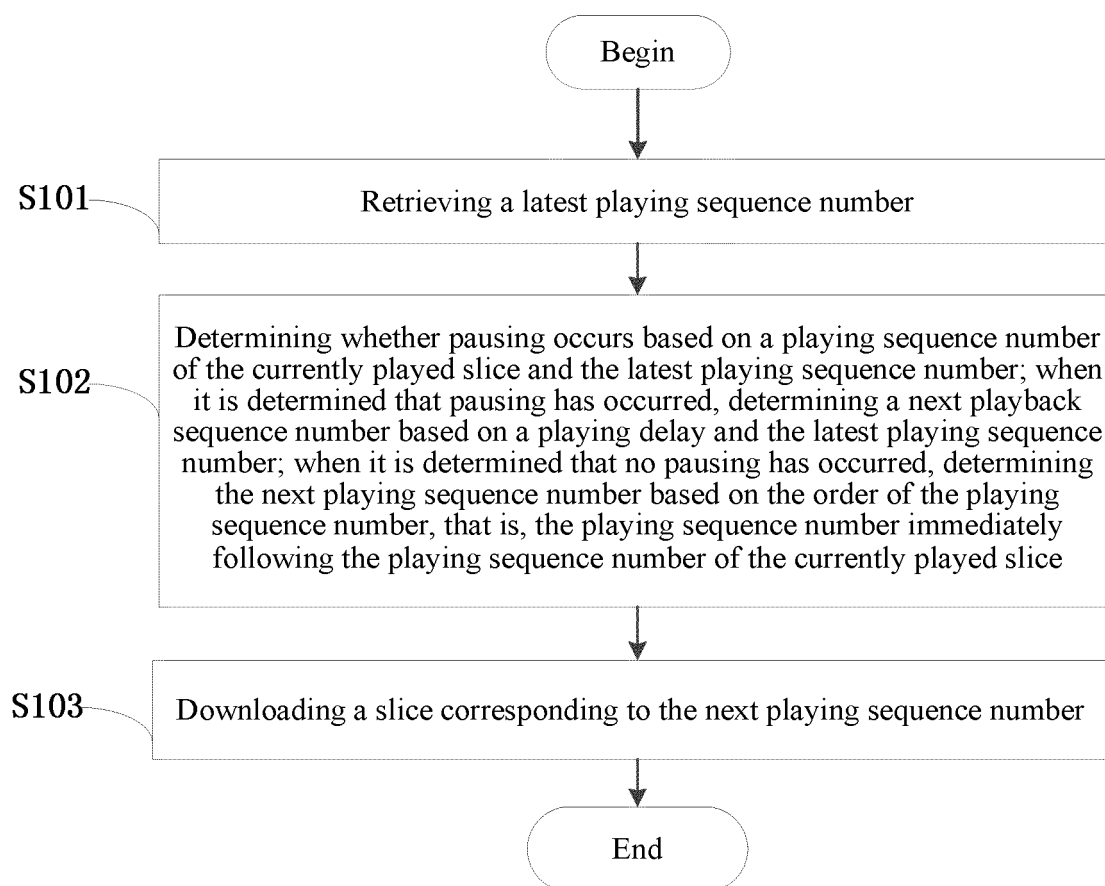 Begin
S101
Retrieving a latest playing sequence number
S102
Determining whether pausing occurs based on a playing sequence number
of the currently played slice and the latest playing sequence number; when
it is determined that pausing has occurred, determining a next playback
sequence number based on a playing delay and the latest playing sequence
number; when it is determined that no pausing has occurred, determining
the next playing sequence number based on the order of the playing
sequence number, that is, the playing sequence number immediately
following the playing sequence number of the currently played slice
S103
Downloading a slice corresponding to the next playing sequence number
End